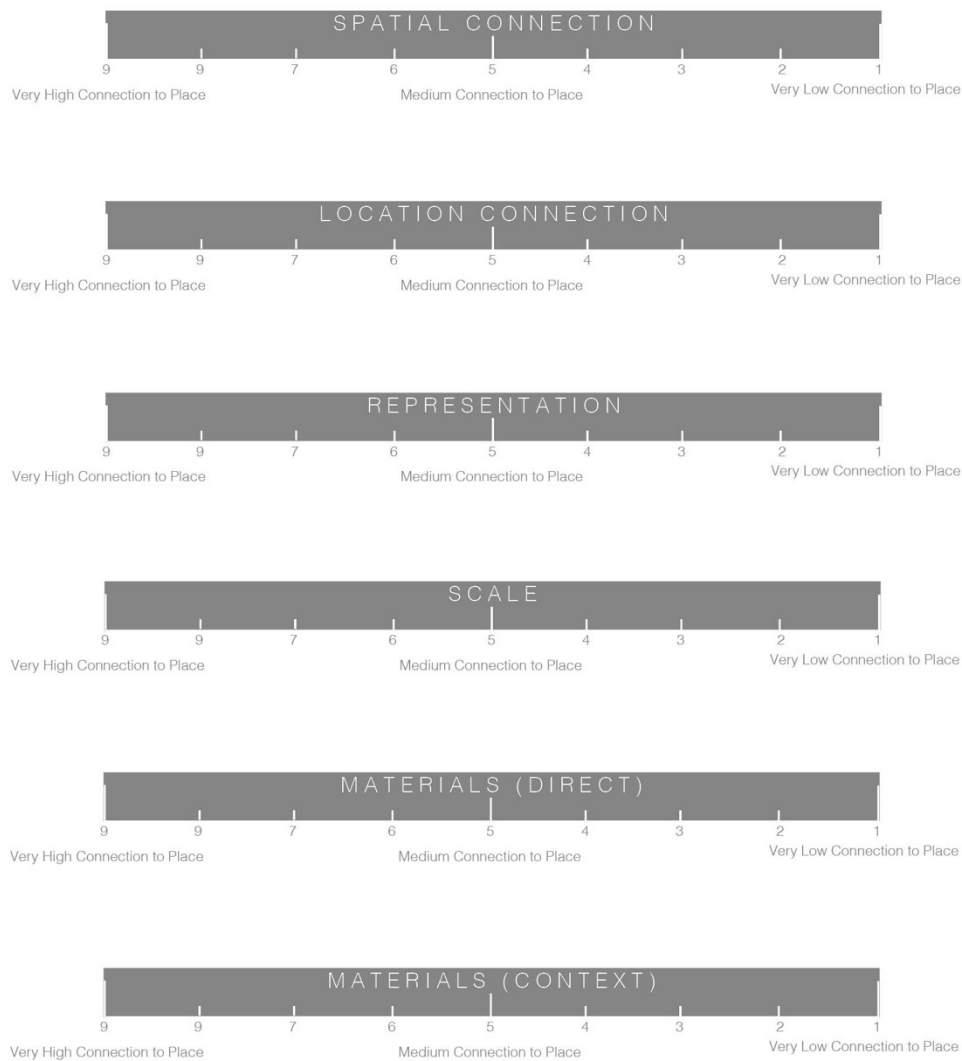 SPATIAL CONNECTION
9 9 7 6 5 4 3 2 1
Very High Connection to Place Medium Connection to Place Very Low Connection to Place
LOCATION CONNECTION
9 9 7 6 5 4 3 2 1
Very High Connection to Place Medium Connection to Place Very Low Connection to Place
REPRESENTATION
9 9 7 6 5 4 3 2 1
Very High Connection to Place Medium Connection to Place Very Low Connection to Place
SCALE
9 9 7 6 5 4 3 2 1
Very High Connection to Place Medium Connection to Place Very Low Connection to Place
MATERIALS (DIRECT)
9 9 7 6 5 4 3 2 1
Very High Connection to Place Medium Connection to Place Very Low Connection to Place
MATERIALS (CONTEXT)
9 9 7 6 5 4 3 2 1
Very High Connection to Place Medium Connection to Place Very Low Connection to Place